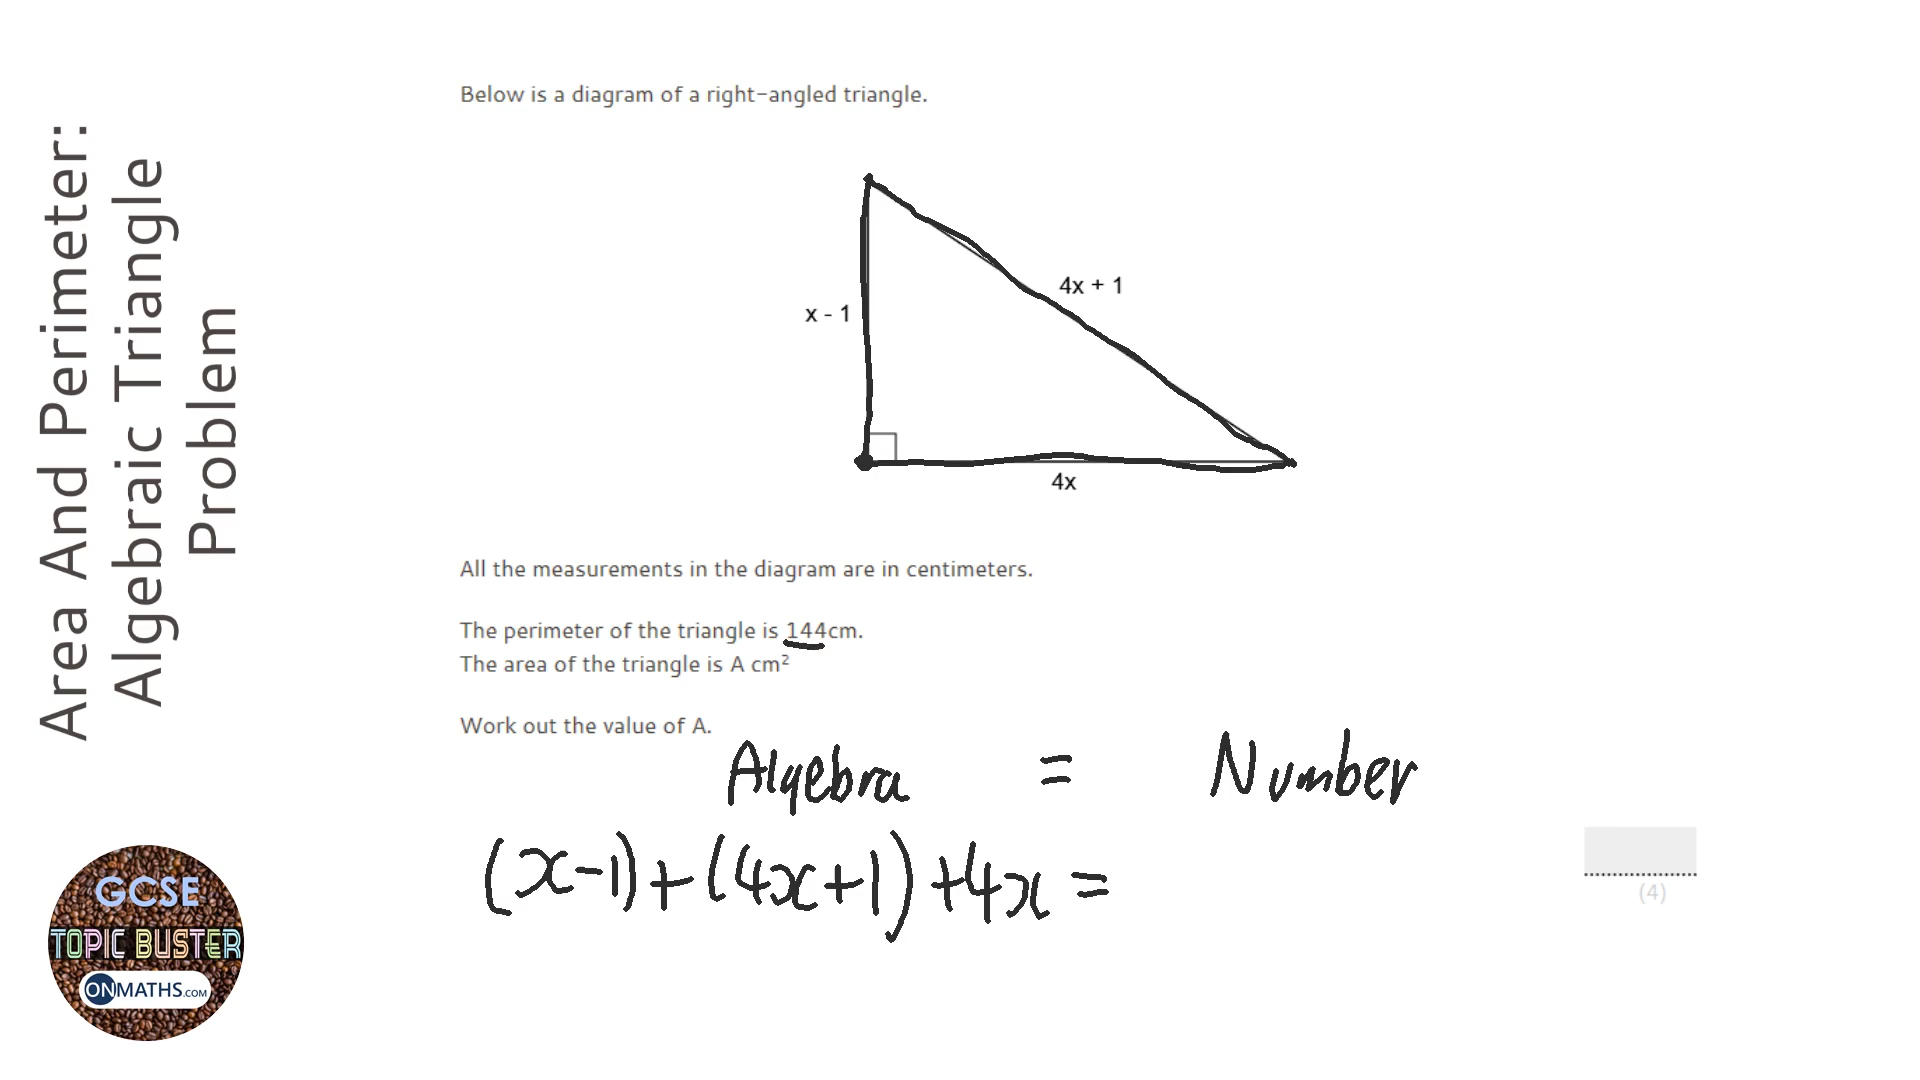 Area And Perimeter:
Algebraic Triangle
Problem
Below is a diagram of a right-angled triangle.
4x + 1
x - 1
4x
All the measurements in the diagram are in centimeters.
The perimeter of the triangle is 144cm.
The area of the triangle is A cm²
Work out the value of A.
Algebra = Number
(x-1)+(4x+1)+4x=
(4)
GCSE
TOPIC BUSTER
ONMATHS.COM